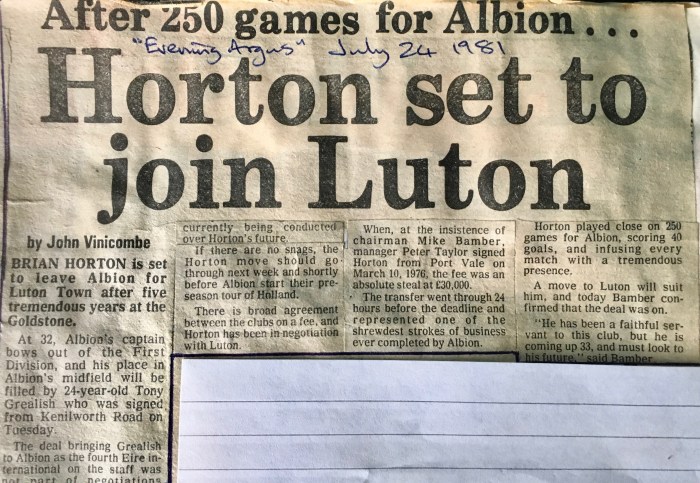 After 250 games for Albion . . .
"Evening Argus" July 24 1981
Horton set to
join Luton
by John Vinicombe
BRIAN HORTON is set
to leave Albion for
Luton Town after five
tremendous years at the
Goldstone.
At 32, Albion's captain
bows out of the First
Division, and his place in
Albion's midfield will be
filled by 24-year-old Tony
Grealish who was signed
from Kenilworth Road on
Tuesday.
The deal bringing Grealish
to Albion as the fourth Eire in-
ternational on the staff was
not part of negotiations
currently being conducted
over Horton's future.
If there are no snags, the
Horton move should go
through next week and shortly
before Albion start their pre-
season tour of Holland.
There is broad agreement
between the clubs on a fee, and
Horton has been in negotiation
with Luton.
When, at the insistence of
chairman Mike Bamber,
manager Peter Taylor signed
Horton from Port Vale on
March 10, 1976, the fee was an
absolute steal at £30,000.
The transfer went through 24
hours before the deadline and
represented one of the
shrewdest strokes of business
ever completed by Albion.
Horton played close on 250
games for Albion, scoring 40
goals, and infusing every
match with a tremendous
presence.
A move to Luton will suit
him, and today Bamber con-
firmed that the deal was on.
"He has been a faithful ser-
vant to this club, but he is
coming up 33, and must look to
his future," said Bamber.